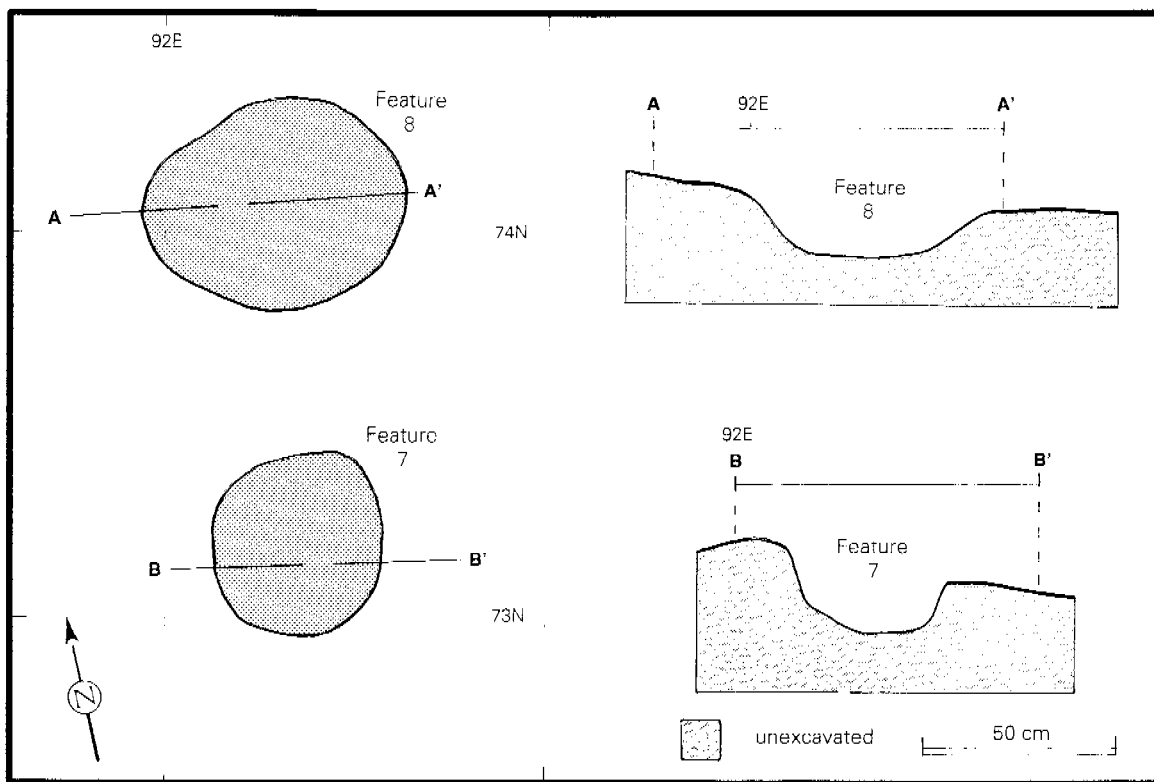 92E
Feature
8
A
A'
74N
A
92E
A'
Feature
8
Feature
7
B
B'
73N
92E
B
B'
Feature
7
N
unexcavated
50 cm